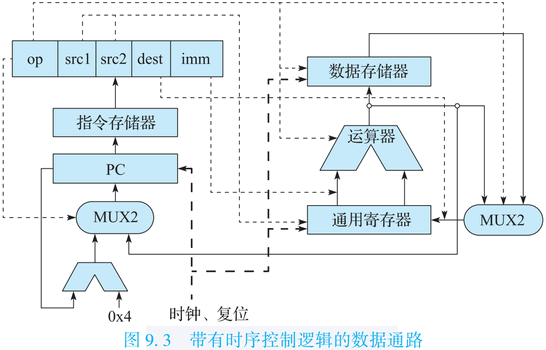 op src1 src2 dest imm
数据存储器
指令存储器
运算器
PC
MUX2
通用寄存器
MUX2
0x4
时钟、复位
图 9.3 带有时序控制逻辑的数据通路